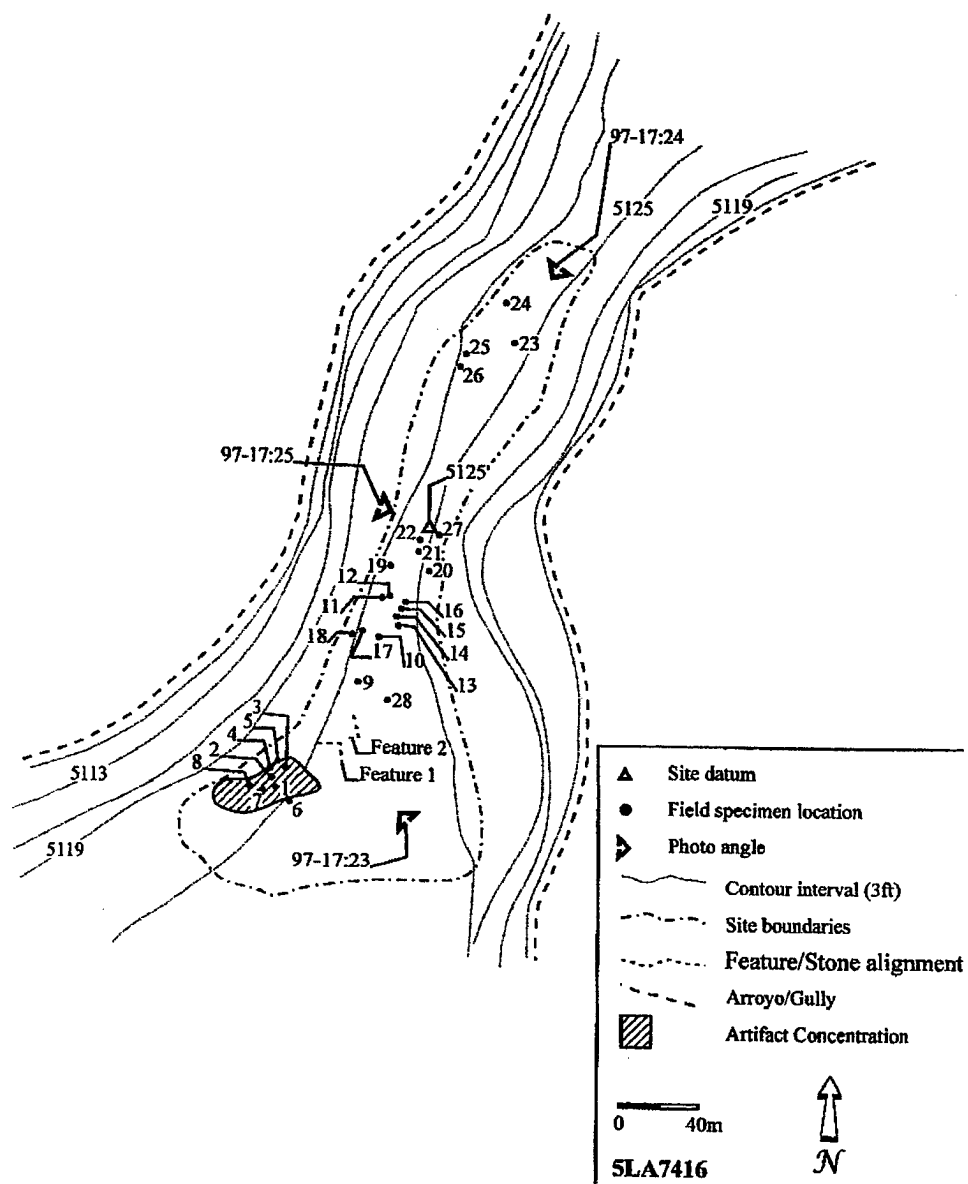 97-17:24
5125
5119
24
23
25
26
97-17:25
5125'
22
27
21
19
20
12
11
16
15
18
14
17
10
13
9
28
3
5
4
2
8
Feature 2
Feature 1
5113
7
1
6
5119
97-17:23
Site datum
Field specimen location
Photo angle
Contour interval (3ft)
Site boundaries
Feature/Stone alignment
Arroyo/Gully
Artifact Concentration
0 40m
N
5LA7416